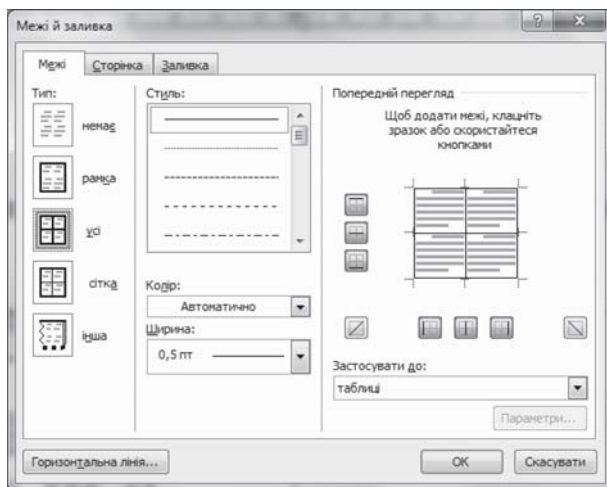 Межі й заливка
Межі
Сторінка
Заливка
Тип:
немає
рамка
усі
сітка
інша
Стиль:
Колір:
Автоматично
Ширина:
0,5 пт
Попередній перегляд
Щоб додати межі, клацніть
зразок або скористайтеся
кнопками
Застосувати до:
таблиці
Параметри...
Горизонтальна лінія...
ОК
Скасувати